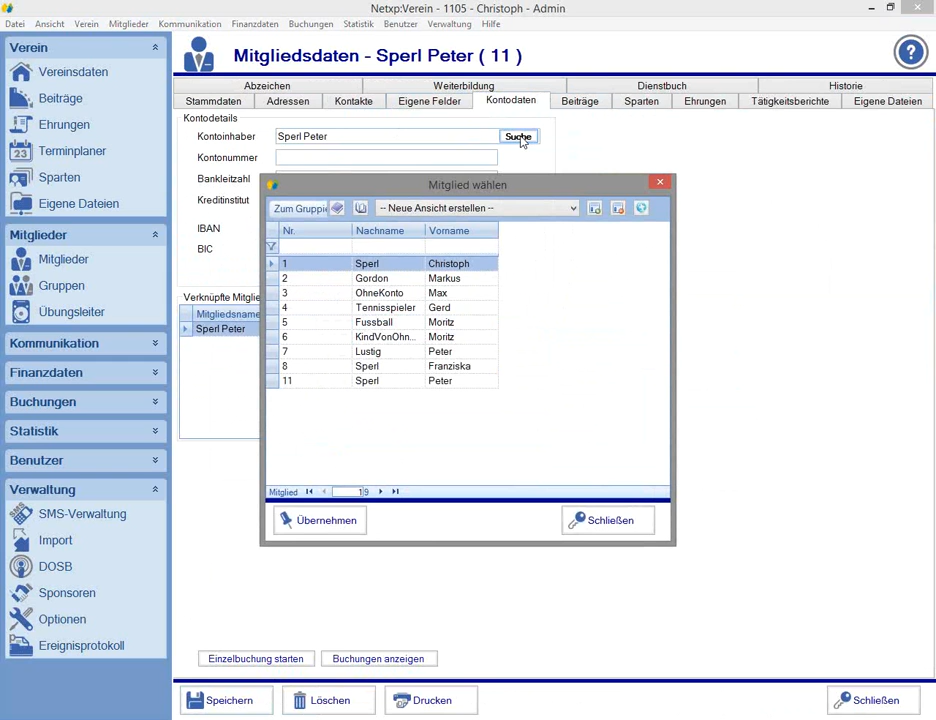 Netxp:Verein - 1105 - Christoph - Admin
Datei Ansicht Verein Mitglieder Kommunikation Finanzdaten Buchungen Statistik Benutzer Verwaltung Hilfe
Verein
Vereinsdaten
Beiträge
Ehrungen
Terminplaner
23
Sparten
Eigene Dateien
Mitglieder
Mitglieder
Gruppen
Übungsleiter
Kommunikation
Finanzdaten
Buchungen
Statistik
Benutzer
Verwaltung
SMS-Verwaltung
Import
DOSB
Sponsoren
Optionen
Ereignisprotokoll
Mitgliedsdaten - Sperl Peter ( 11 )
?
Abzeichen Weiterbildung Dienstbuch Historie
Stammdaten Adressen Kontakte Eigene Felder Kontodaten Beiträge Sparten Ehrungen Tätigkeitsberichte Eigene Dateien
Kontodetails
Kontoinhaber Sperl Peter Suche
Kontonummer
Bankleitzahl
Kreditinstitut
IBAN
BIC
Verknüpfte Mitglie
Mitgliedsname
Sperl Peter
Mitglied wählen
Zum Gruppie -- Neue Ansicht erstellen --
Nr. Nachname Vorname
1 Sperl Christoph
2 Gordon Markus
3 OhneKonto Max
4 Tennisspieler Gerd
5 Fussball Moritz
6 KindVonOhn... Moritz
7 Lustig Peter
8 Sperl Franziska
11 Sperl Peter
Mitglied 1 9
Übernehmen Schließen
Einzelbuchung starten Buchungen anzeigen
Speichern Löschen Drucken Schließen